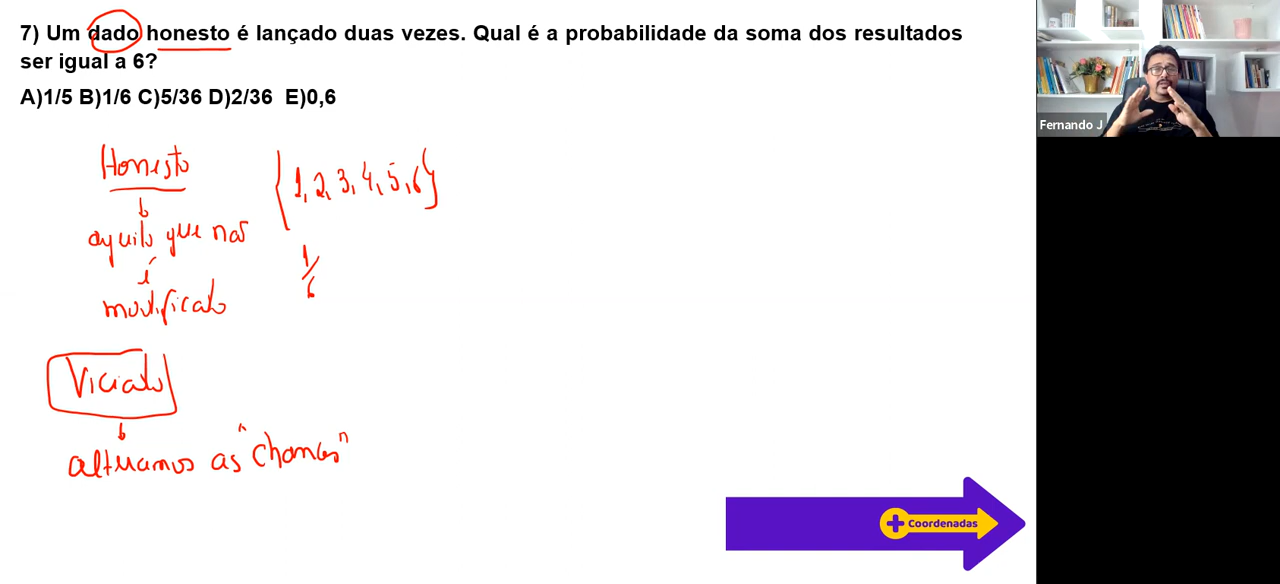 7) Um dado honesto é lançado duas vezes. Qual é a probabilidade da soma dos resultados
ser igual a 6?
A)1/5 B)1/6 C)5/36 D)2/36 E)0,6
Honesto
{1, 2, 3, 4, 5, 6}
aquilo que não
é
modificado
1/6
Viciado
alteramos as "chances"
+ Coordenadas
Fernando J